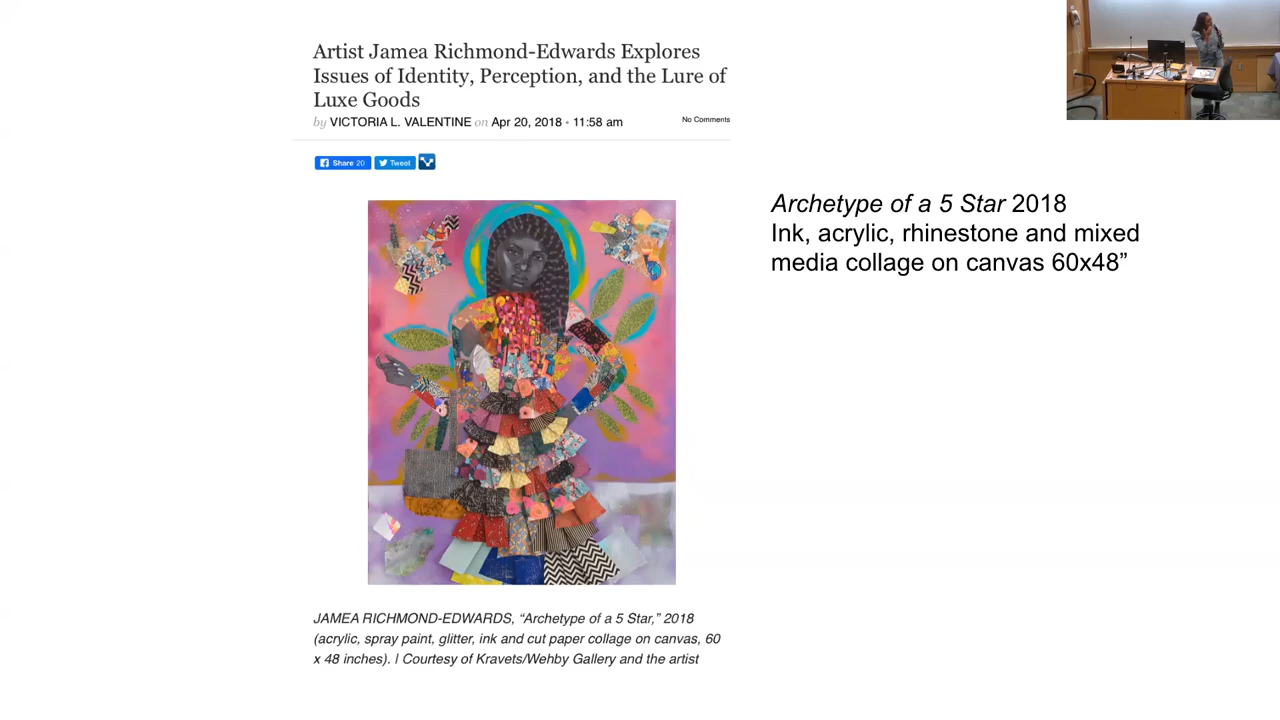 Artist Jamea Richmond-Edwards Explores
Issues of Identity, Perception, and the Lure of
Luxe Goods
by VICTORIA L. VALENTINE on Apr 20, 2018 • 11:58 am
No Comments
Share 20
Tweet
Archetype of a 5 Star 2018
Ink, acrylic, rhinestone and mixed
media collage on canvas 60x48”
JAMEA RICHMOND-EDWARDS, “Archetype of a 5 Star,” 2018
(acrylic, spray paint, glitter, ink and cut paper collage on canvas, 60
x 48 inches). | Courtesy of Kravets/Wehby Gallery and the artist